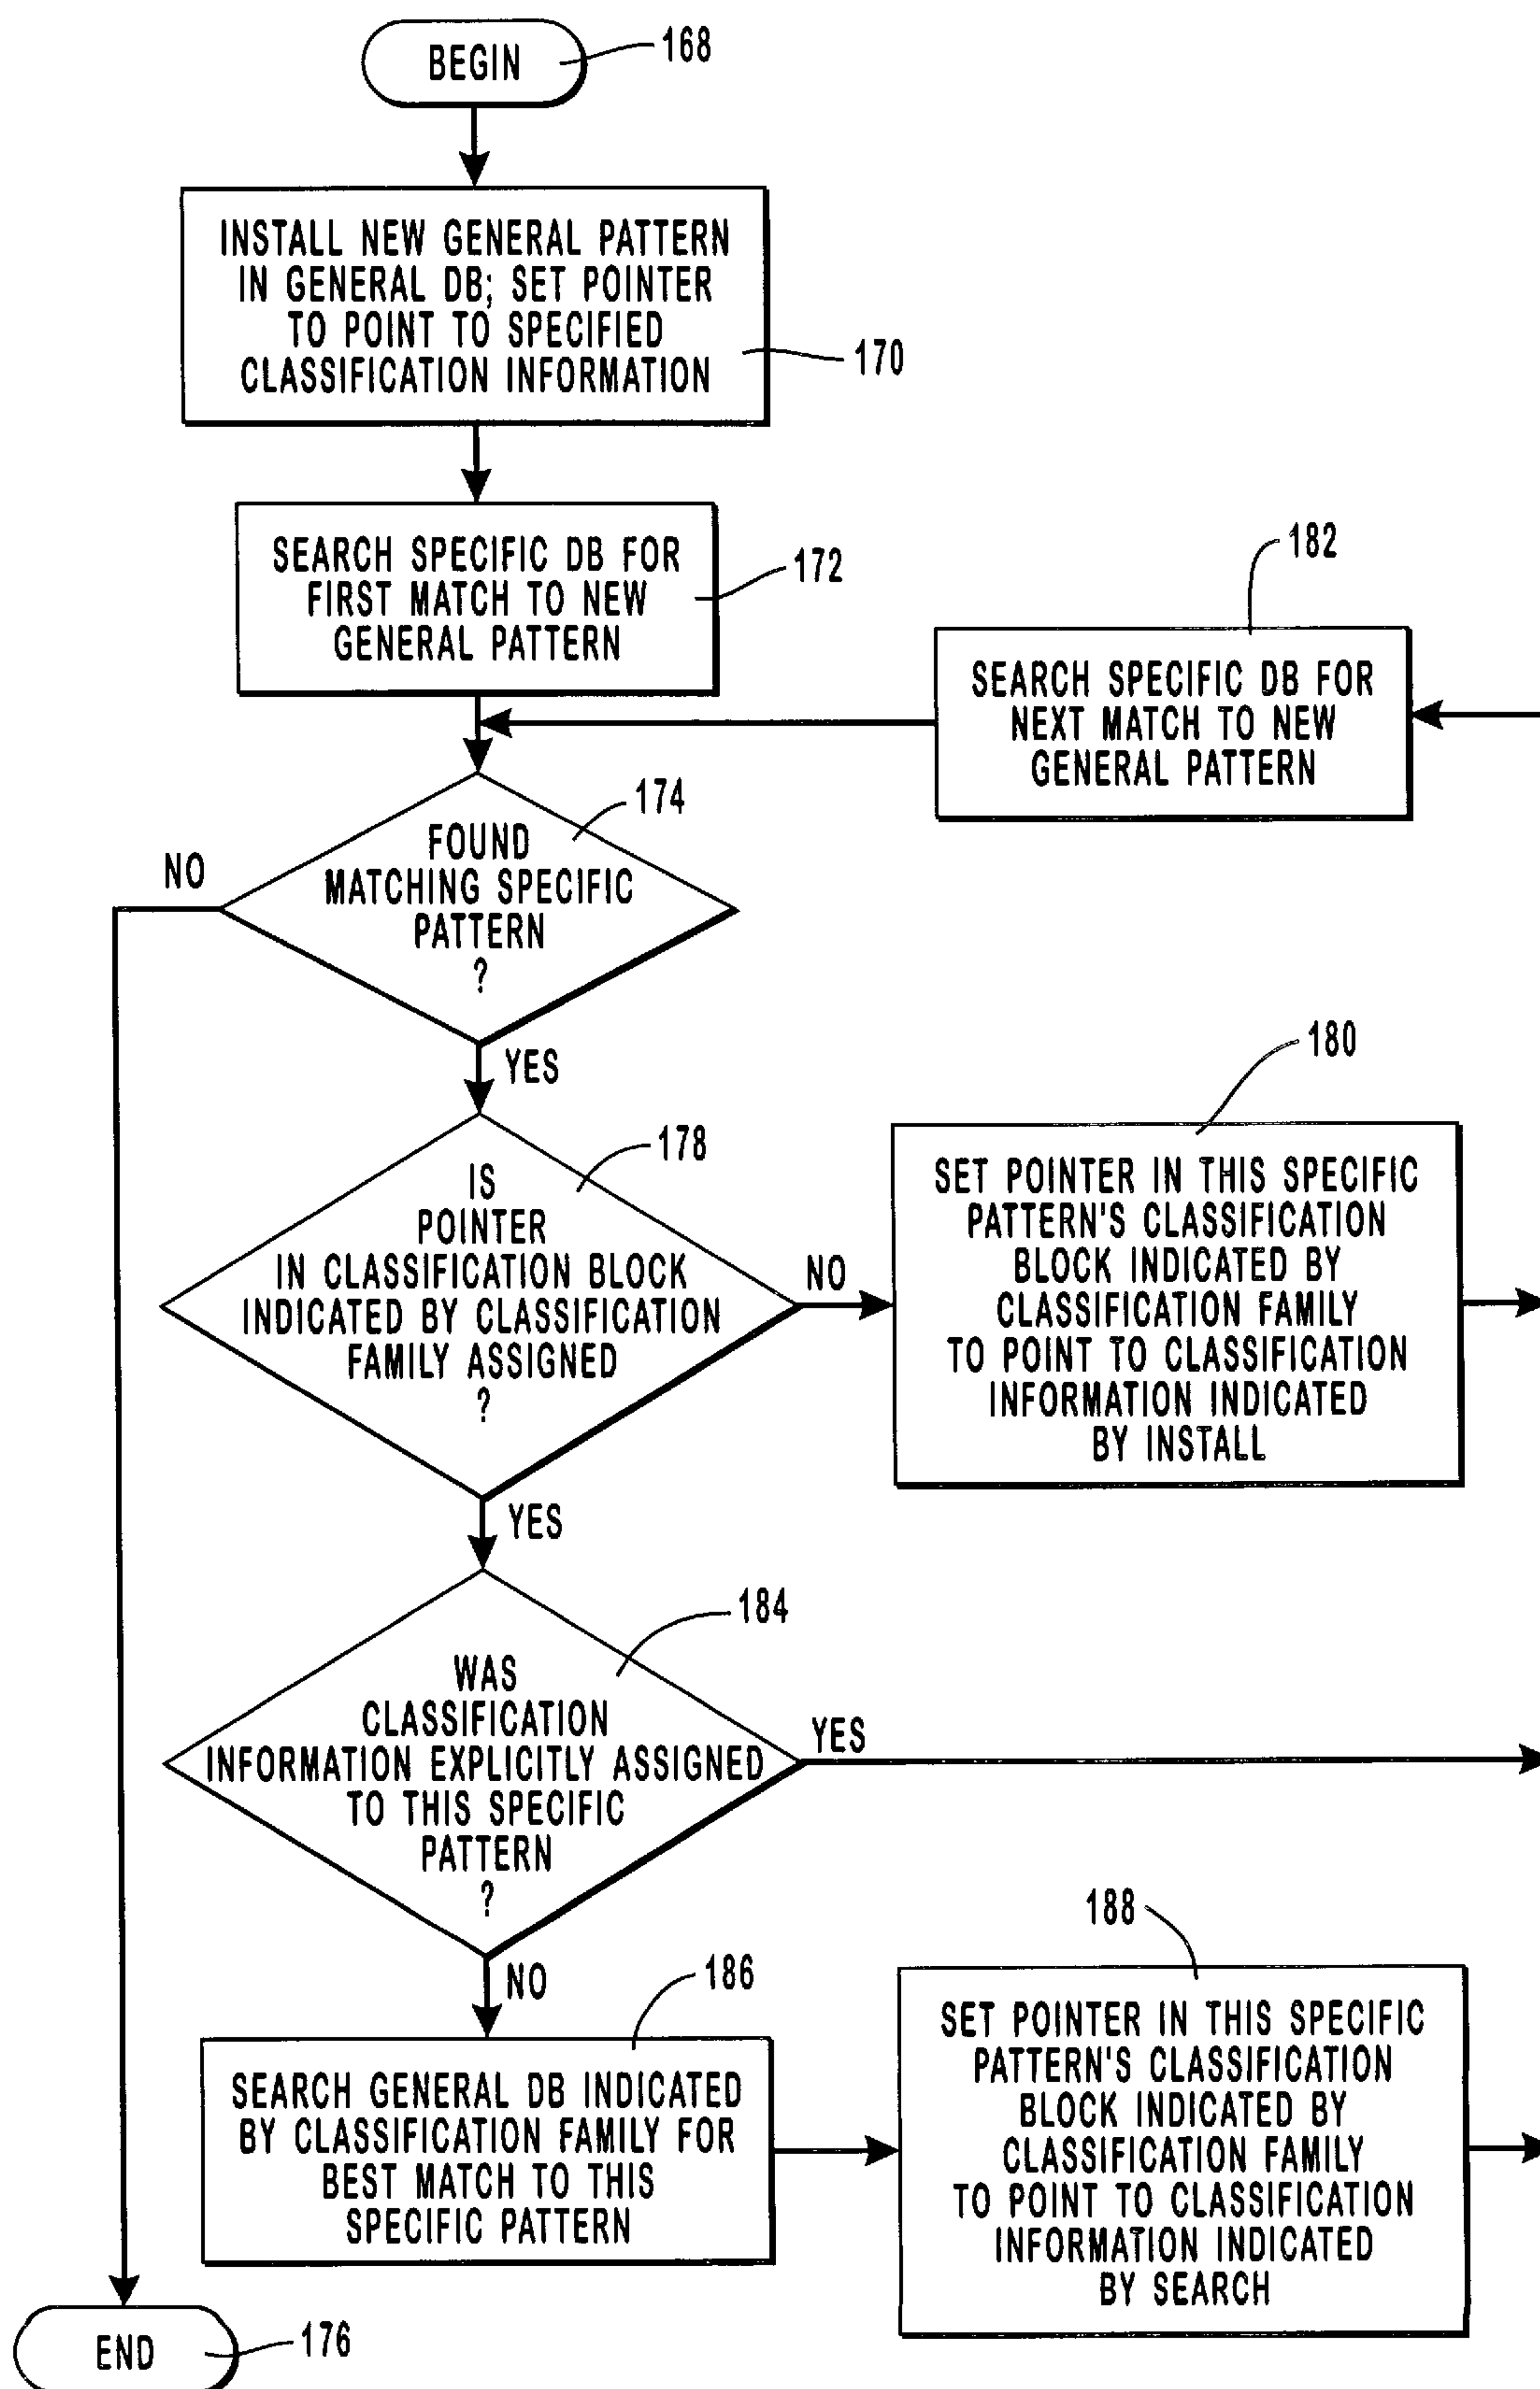 BEGIN
168
INSTALL NEW GENERAL PATTERN
IN GENERAL DB; SET POINTER
TO POINT TO SPECIFIED
CLASSIFICATION INFORMATION
170
SEARCH SPECIFIC DB FOR
FIRST MATCH TO NEW
GENERAL PATTERN
172
182
SEARCH SPECIFIC DB FOR
NEXT MATCH TO NEW
GENERAL PATTERN
174
FOUND
MATCHING SPECIFIC
PATTERN
?
NO
YES
178
IS
POINTER
IN CLASSIFICATION BLOCK
INDICATED BY CLASSIFICATION
FAMILY ASSIGNED
?
NO
180
SET POINTER IN THIS SPECIFIC
PATTERN'S CLASSIFICATION
BLOCK INDICATED BY
CLASSIFICATION FAMILY
TO POINT TO CLASSIFICATION
INFORMATION INDICATED
BY INSTALL
YES
184
WAS
CLASSIFICATION
INFORMATION EXPLICITLY ASSIGNED
TO THIS SPECIFIC
PATTERN
?
YES
NO
186
SEARCH GENERAL DB INDICATED
BY CLASSIFICATION FAMILY FOR
BEST MATCH TO THIS
SPECIFIC PATTERN
188
SET POINTER IN THIS SPECIFIC
PATTERN'S CLASSIFICATION
BLOCK INDICATED BY
CLASSIFICATION FAMILY
TO POINT TO CLASSIFICATION
INFORMATION INDICATED
BY SEARCH
END
176